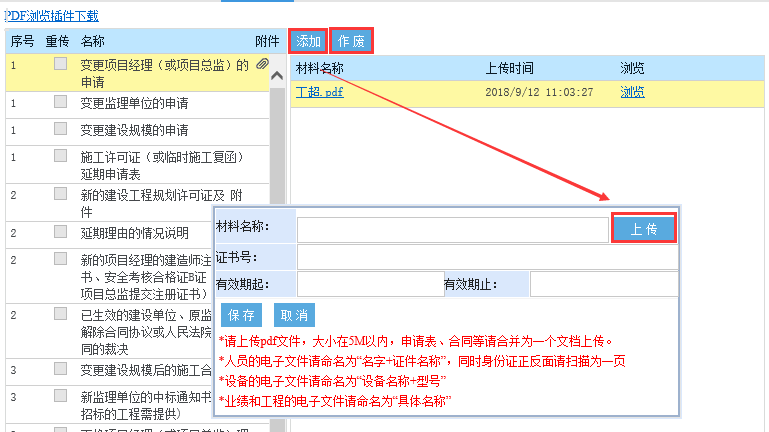 PDF浏览插件下载
序号 重传 名称 附件
1 变更项目经理（或项目总监）的
申请
1 变更监理单位的申请
1 变更建设规模的申请
1 施工许可证（或临时施工复函）
延期申请表
2 新的建设工程规划许可证及 附
件
2 延期理由的情况说明
2 新的项目经理的建造师注
书、安全考核合格证B证
项目总监提交注册证书）
2 已生效的建设单位、原监
解除合同协议或人民法院
同的裁决
3 变更建设规模后的施工合
3 新监理单位的中标通知书
招标的工程需提供）
添加 作 废
材料名称 上传时间 浏览
丁超.pdf 2018/9/12 11:03:27 浏览
材料名称： 上 传
证书号：
有效期起： 有效期止：
保 存 取 消
*请上传pdf文件，大小在5M以内，申请表、合同等请合并为一个文档上传。
*人员的电子文件请命名为“名字+证件名称”，同时身份证正反面请扫描为一页
*设备的电子文件请命名为“设备名称+型号”
*业绩和工程的电子文件请命名为“具体名称”